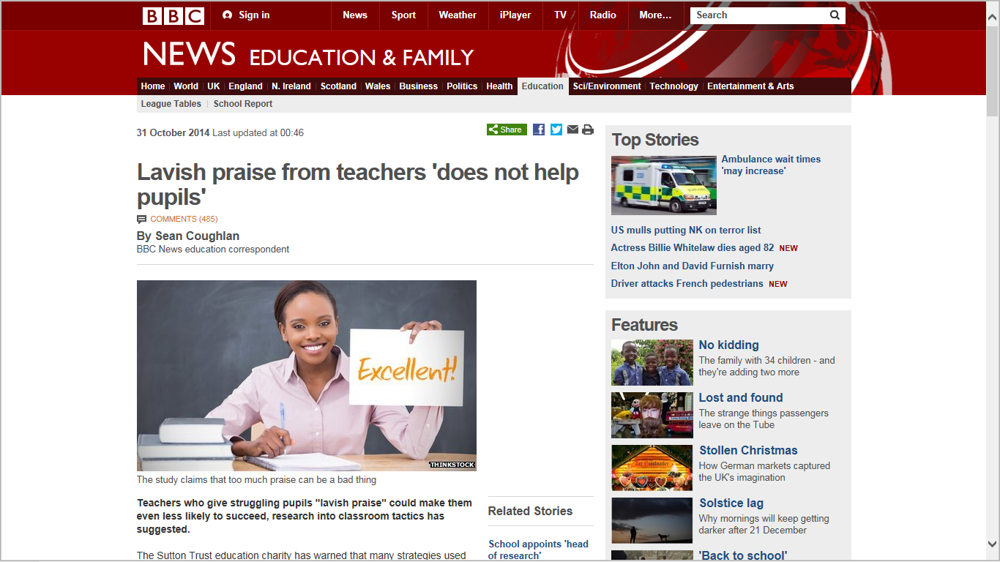 BBC Sign in News Sport Weather iPlayer TV Radio More... Search
NEWS EDUCATION & FAMILY
Home World UK England N. Ireland Scotland Wales Business Politics Health Education Sci/Environment Technology Entertainment & Arts
League Tables School Report
31 October 2014 Last updated at 00:46
Share
Lavish praise from teachers 'does not help
pupils'
COMMENTS (485)
By Sean Coughlan
BBC News education correspondent
Excellent!
THINKSTOCK
The study claims that too much praise can be a bad thing
Teachers who give struggling pupils "lavish praise" could make them
even less likely to succeed, research into classroom tactics has
suggested.
The Sutton Trust education charity has warned that many strategies used
Related Stories
School appoints 'head
of research'
Top Stories
Ambulance wait times
'may increase'
US mulls putting NK on terror list
Actress Billie Whitelaw dies aged 82 NEW
Elton John and David Furnish marry
Driver attacks French pedestrians NEW
Features
No kidding
The family with 34 children - and
they're adding two more
Lost and found
The strange things passengers
leave on the Tube
Stollen Christmas
How German markets captured
the UK's imagination
Solstice lag
Why mornings will keep getting
darker after 21 December
'Back to school'